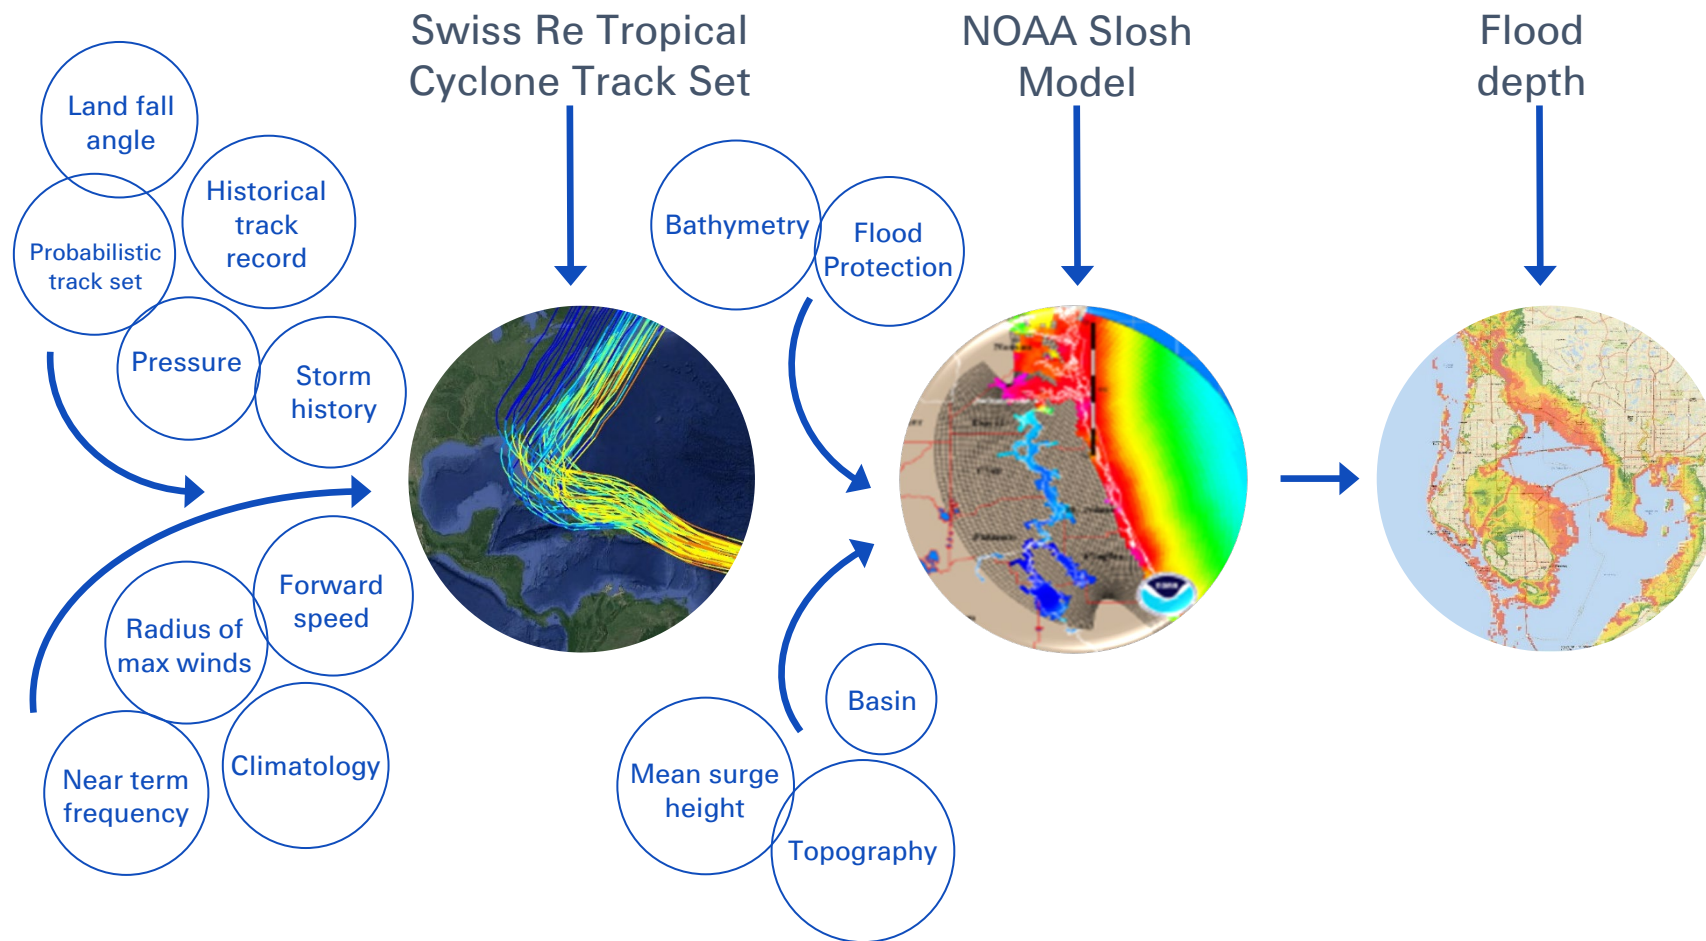 Swiss Re Tropical
Cyclone Track Set
NOAA Slosh
Model
Flood
depth
Land fall
angle
Historical
track
record
Probabilistic
track set
Pressure
Storm
history
Bathymetry
Flood
Protection
Forward
speed
Radius of
max winds
Climatology
Near term
frequency
Basin
Mean surge
height
Topography